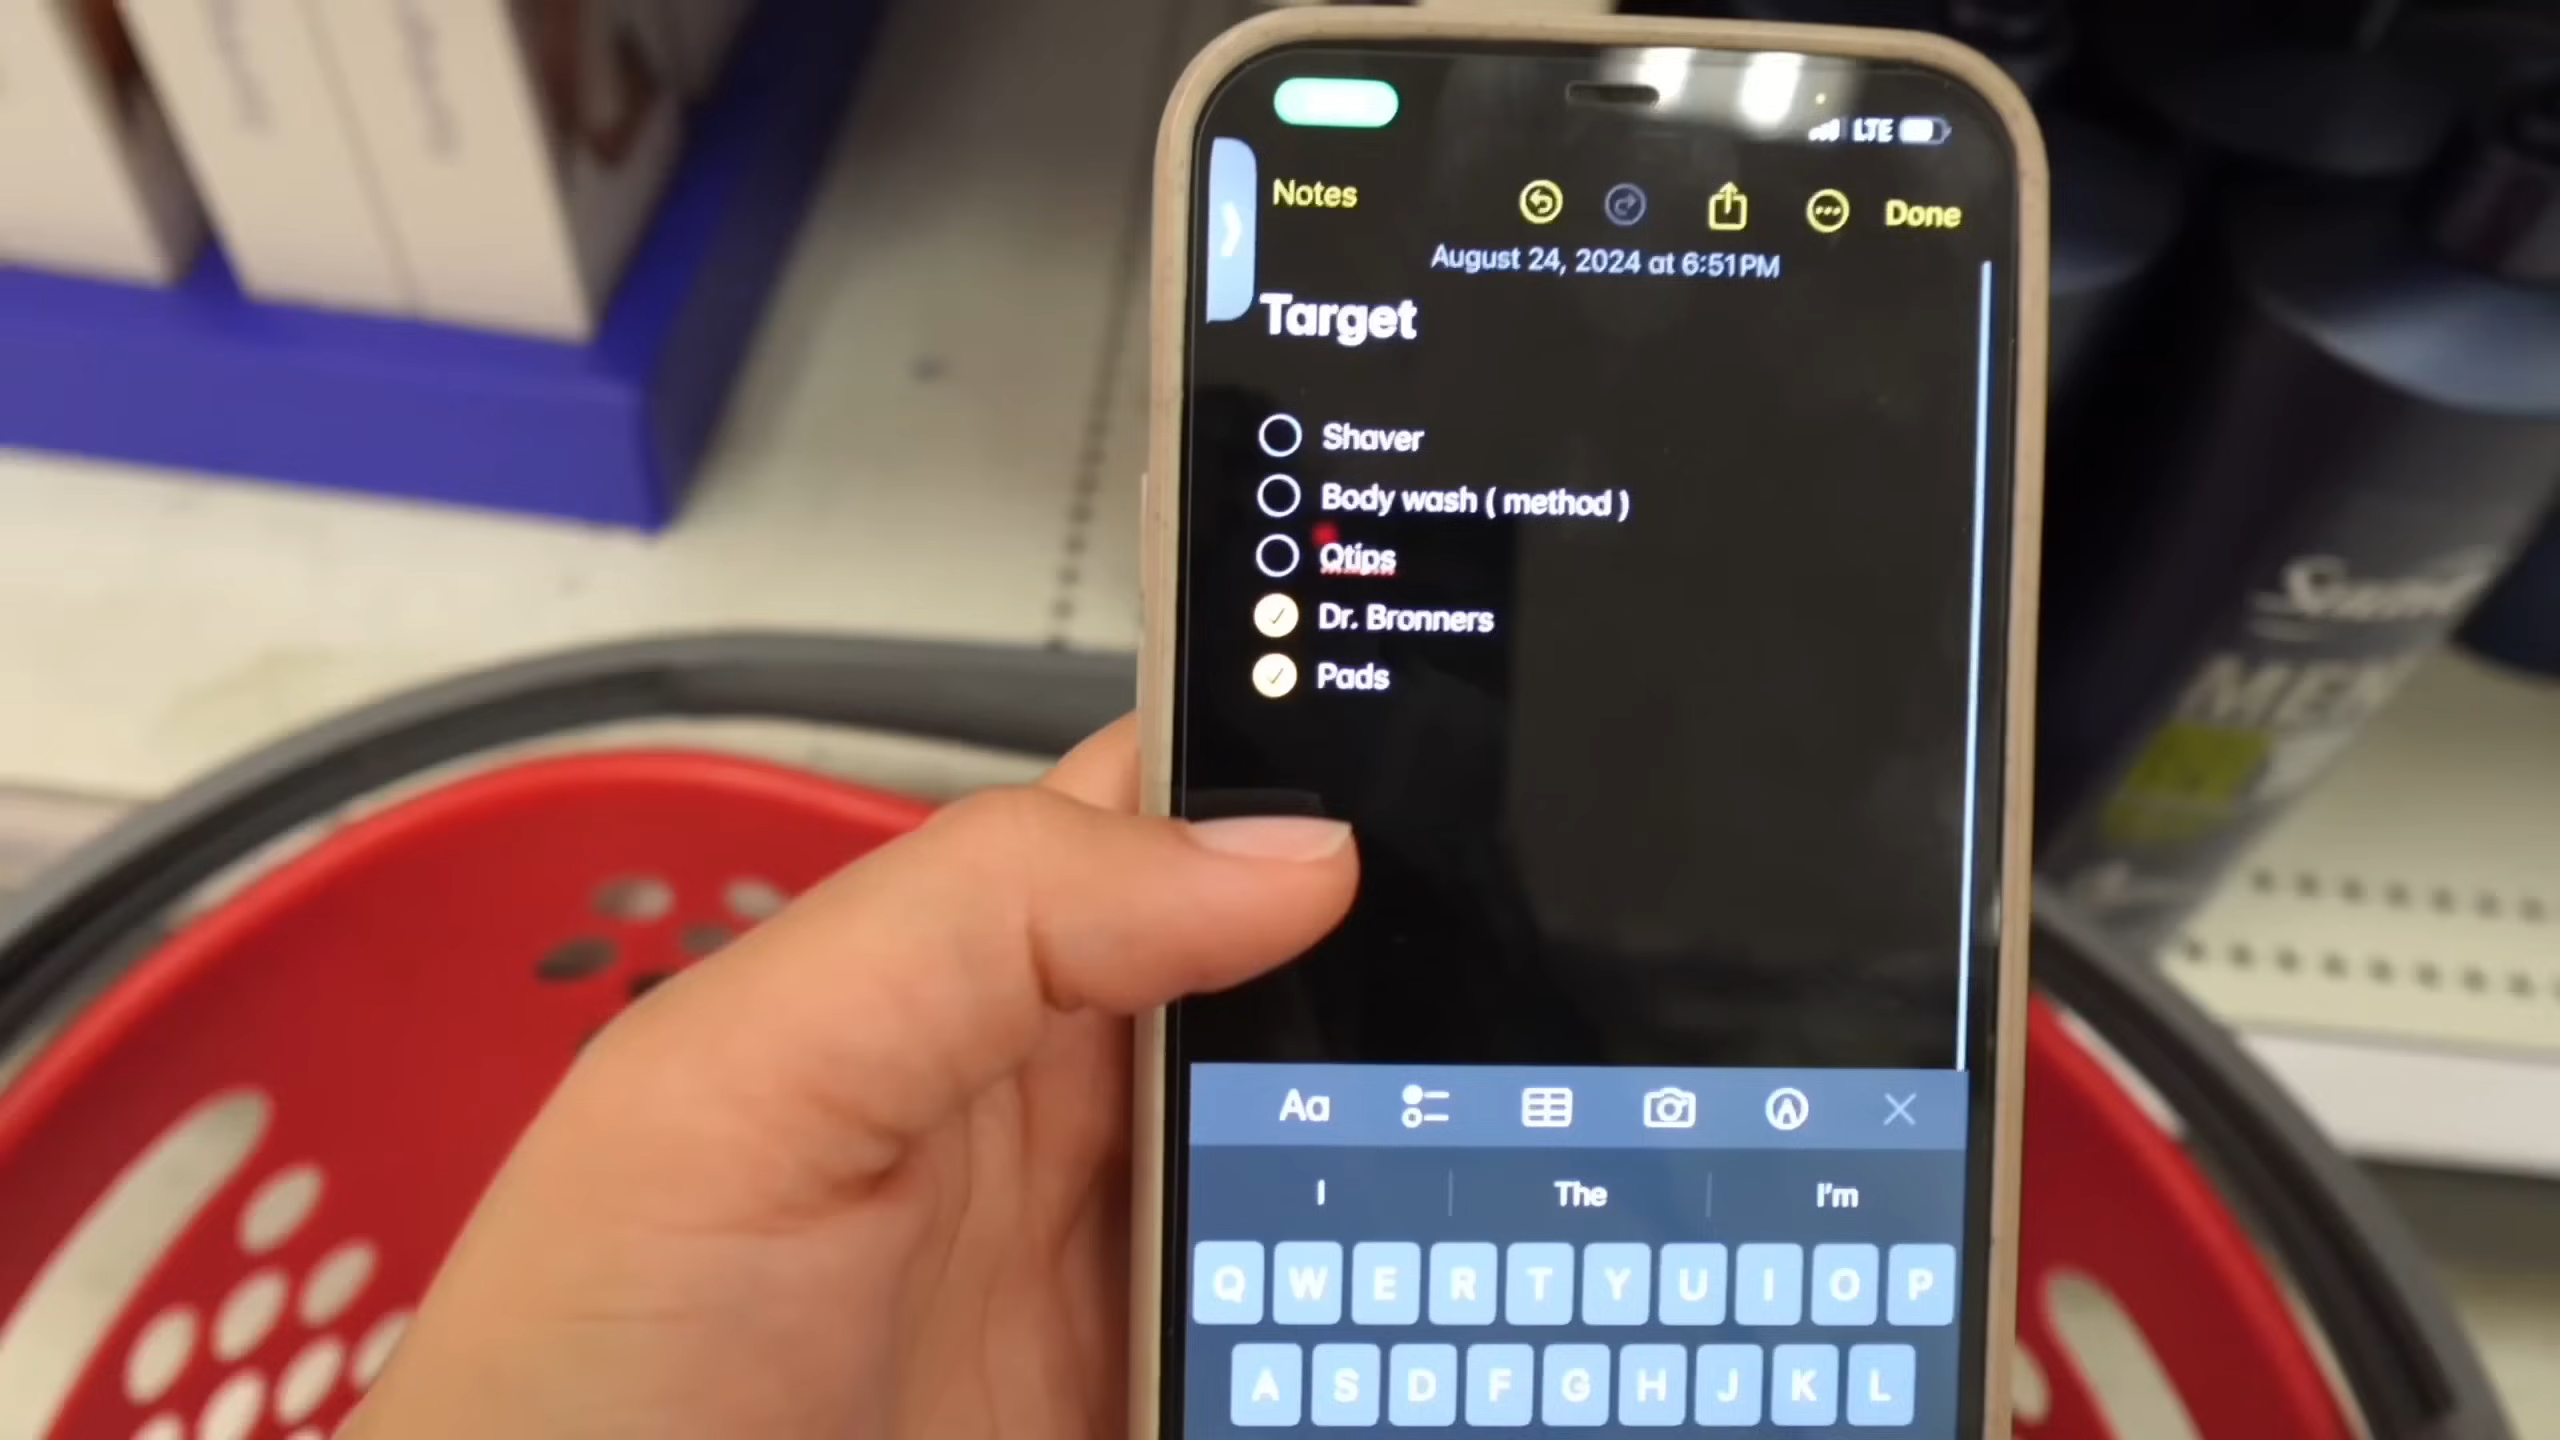 LTE
Notes
Done
August 24, 2024 at 6:51PM
Target
Shaver
Body wash ( method )
Qtips
Dr. Bronners
Pads
Aa
I
The
I'm
Q W E R T Y U I O P
A S D F G H J K L
MEN